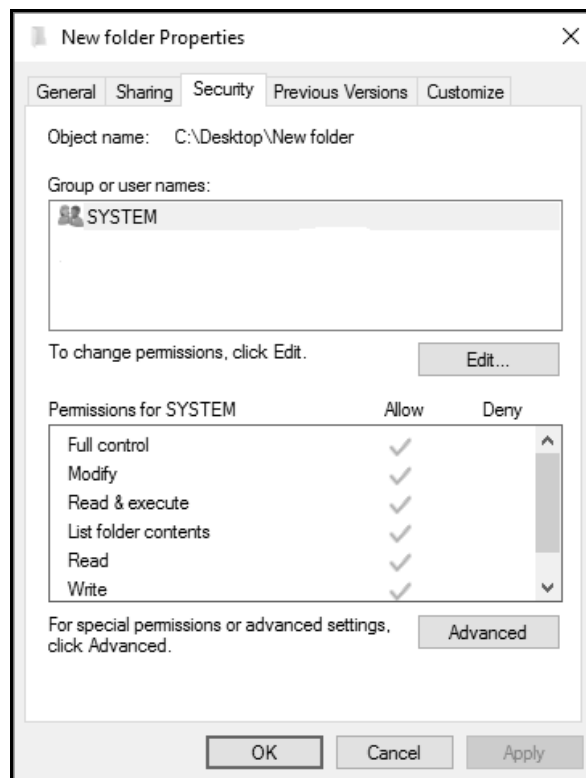 New folder Properties
General Sharing Security Previous Versions Customize
Object name: C:\Desktop\New folder
Group or user names:
SYSTEM
To change permissions, click Edit.
Edit...
Permissions for SYSTEM Allow Deny
Full control
Modify
Read & execute
List folder contents
Read
Write
For special permissions or advanced settings,
click Advanced.
Advanced
OK Cancel Apply